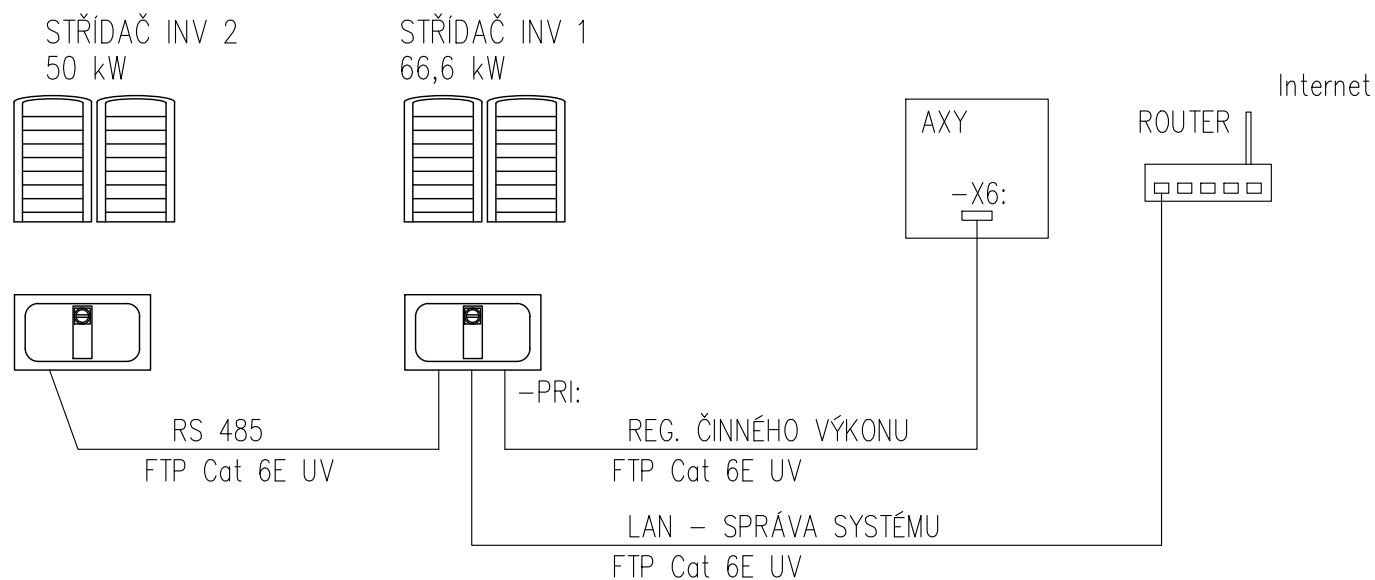 STŘÍDAČ INV 2
50 kW
STŘÍDAČ INV 1
66,6 kW
Internet
AXY
ROUTER
-X6:
-PRI:
RS 485
FTP Cat 6E UV
REG. ČINNÉHO VÝKONU
FTP Cat 6E UV
LAN - SPRÁVA SYSTÉMU
FTP Cat 6E UV